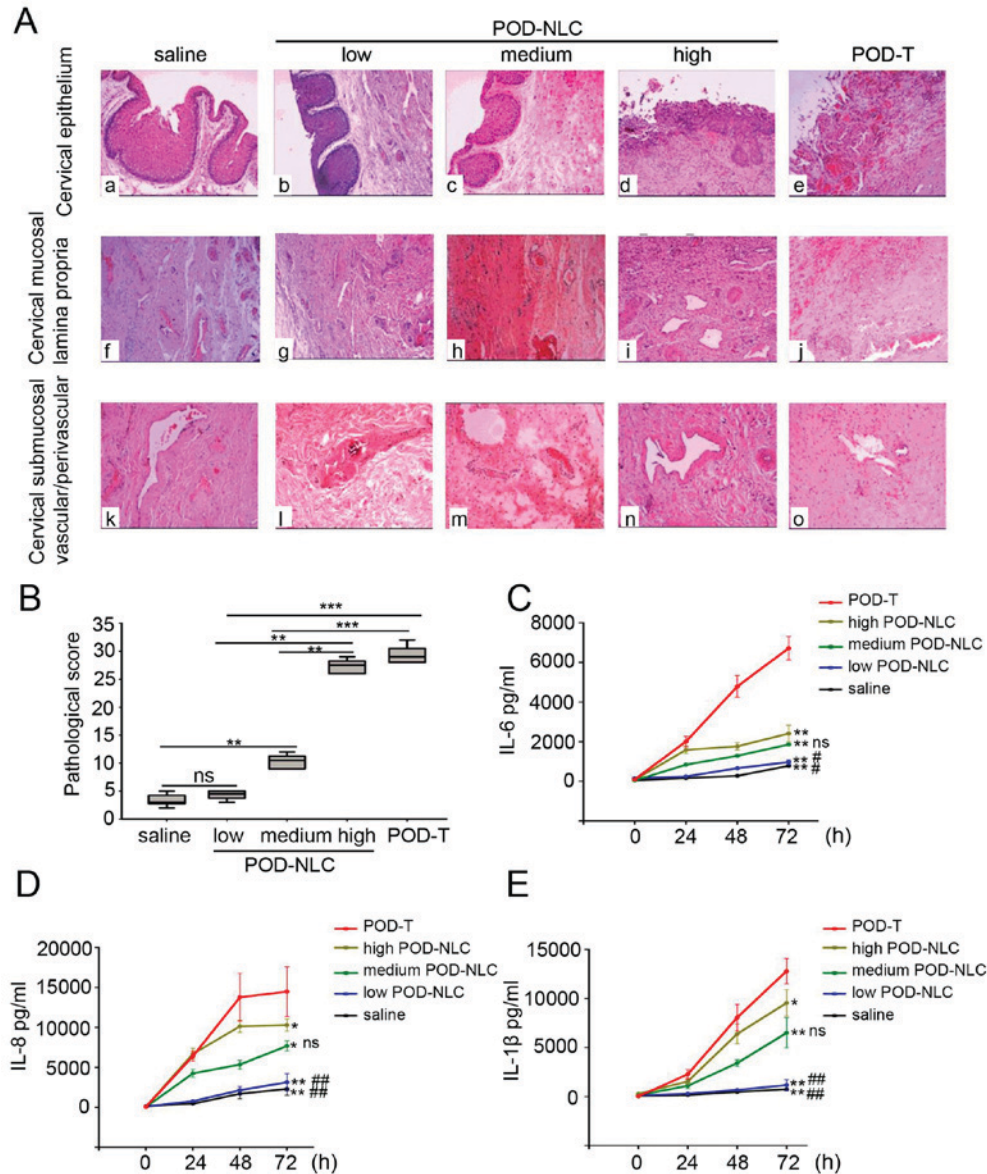 A
POD-NLC
saline low medium high POD-T
Cervical epithelium
a b c d e
Cervical mucosal
lamina propria
f g h i j
Cervical submucosal
vascular/perivascular
k l m n o
B
Pathological score
35
30
25
20
15
10
5
0
***
***
**
**
**
ns
saline low medium high POD-T
POD-NLC
C
IL-6 pg/ml
8000
6000
4000
2000
0
0 24 48 72 (h)
POD-T
high POD-NLC
medium POD-NLC
low POD-NLC
saline
**
** ns
** #
** #
D
IL-8 pg/ml
20000
15000
10000
5000
0
0 24 48 72 (h)
POD-T
high POD-NLC
medium POD-NLC
low POD-NLC
saline
*
* ns
** ##
** ##
E
IL-1β pg/ml
15000
10000
5000
0
0 24 48 72 (h)
POD-T
high POD-NLC
medium POD-NLC
low POD-NLC
saline
*
** ns
** ##
** ##